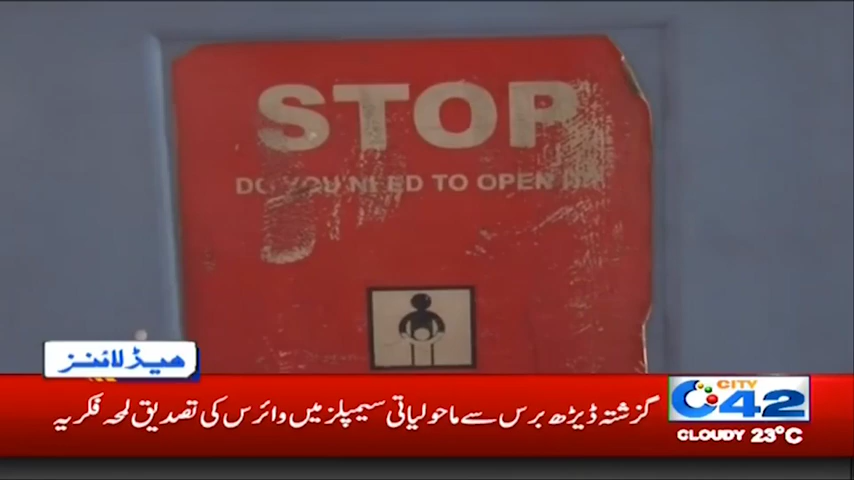 STOP
DO YOU NEED TO OPEN IT?
ہیڈلائنز
گزشتہ ڈیڑھ برس سے ماحولیاتی سیمپلز میں وائرس کی تصدیق لمحہ فکریہ
CITY
42
CLOUDY 23°C